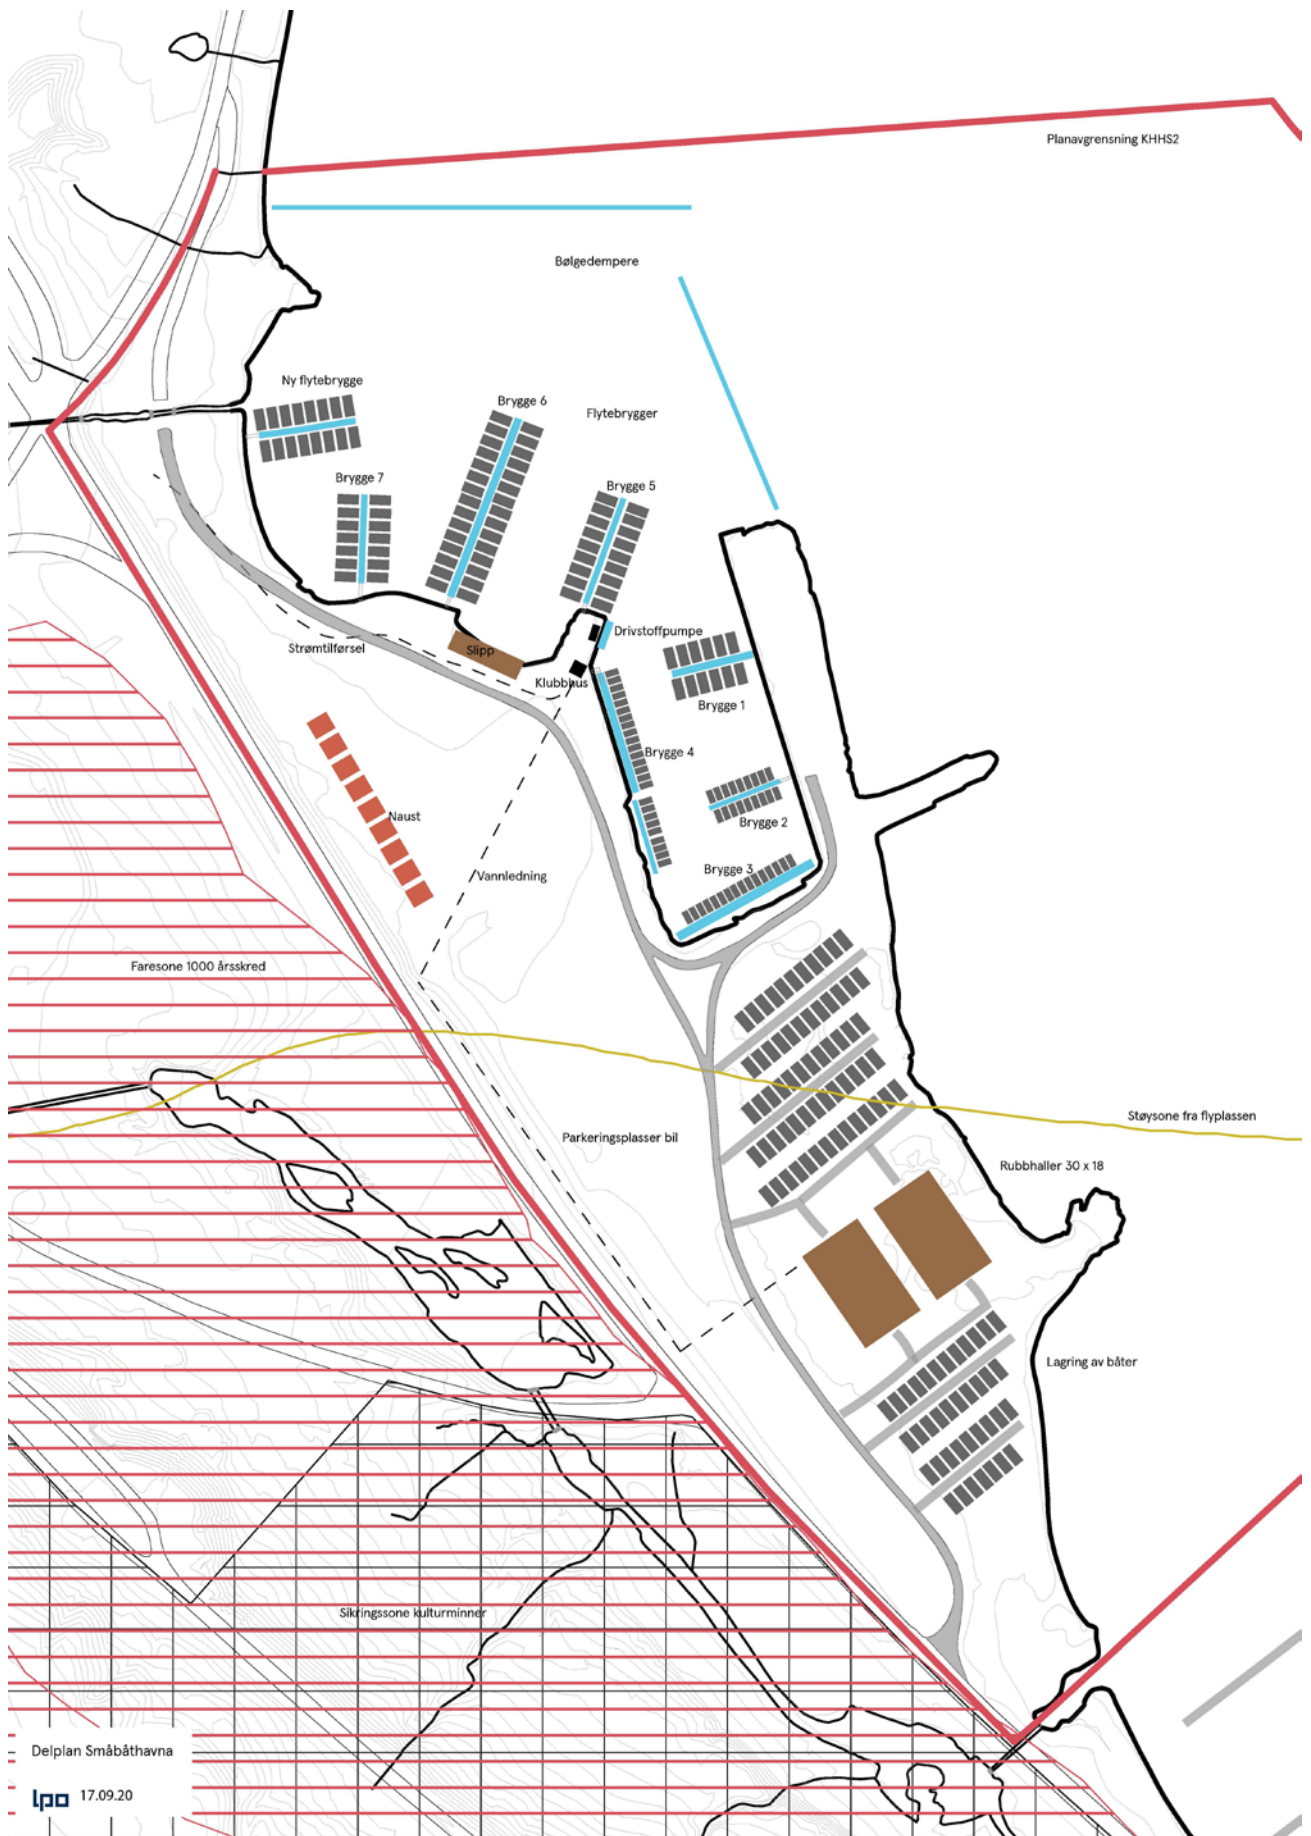 Planavgrensning KHHS2
Bølgedempere
Ny flytebrygge
Brygge 6
Flytebrygger
Brygge 7
Brygge 5
Drivstoffpumpe
Strømtilførsel
Slipp
Klubbhus
Brygge 1
Brygge 4
Naust
Brygge 2
Brygge 3
Vannledning
Faresone 1000 årsskred
Støysone fra flyplassen
Parkeringsplasser bil
Rubbhaller 30 x 18
Lagring av båter
Sikringssone kulturminner
Delplan Småbåthavna
lpo 17.09.20